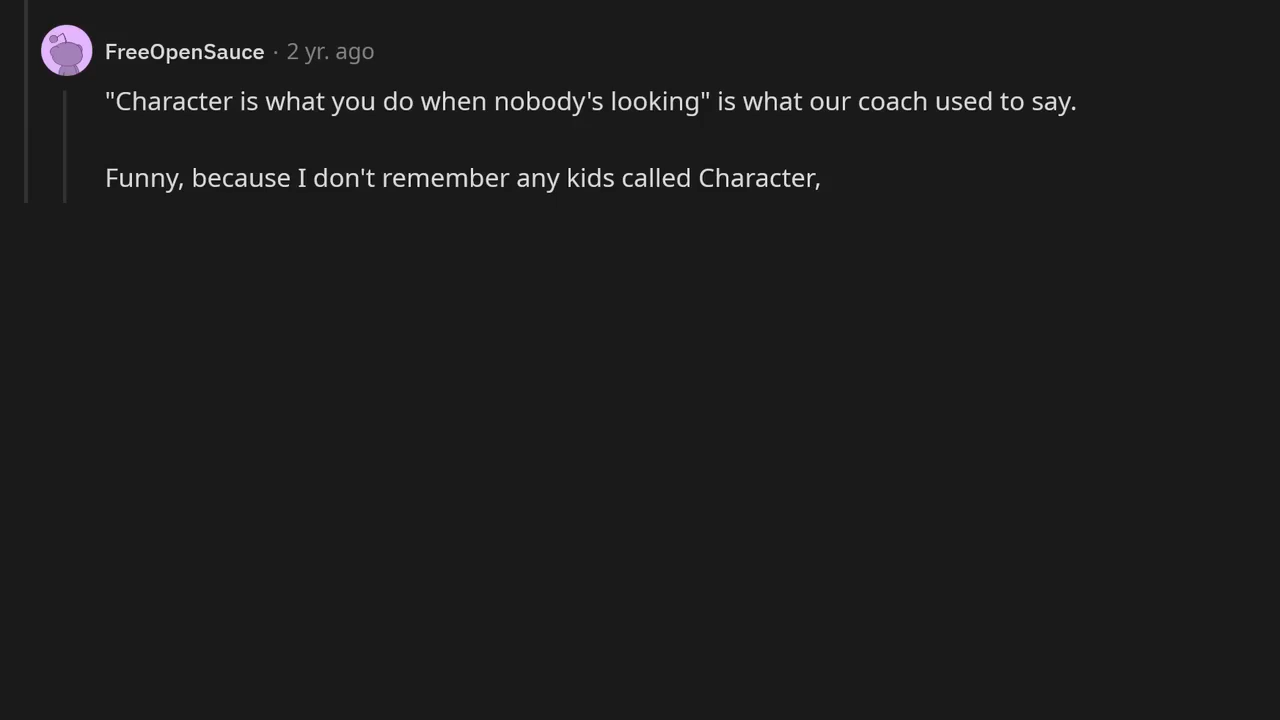 FreeOpenSauce · 2 yr. ago
"Character is what you do when nobody's looking" is what our coach used to say.
Funny, because I don't remember any kids called Character,